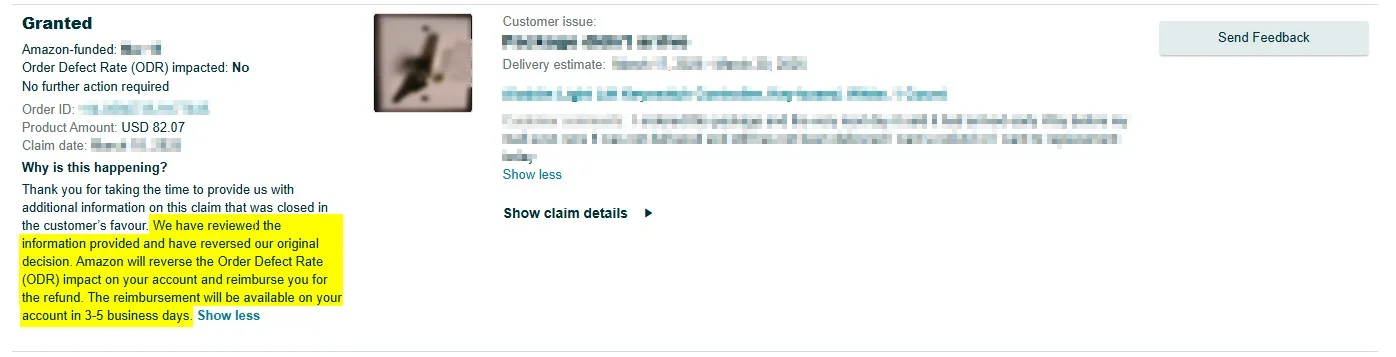 Granted
Amazon-funded:
Order Defect Rate (ODR) impacted: No
No further action required
Order ID:
Product Amount: USD 82.07
Claim date:
Why is this happening?
Thank you for taking the time to provide us with
additional information on this claim that was closed in
the customer's favour. We have reviewed the
information provided and have reversed our original
decision. Amazon will reverse the Order Defect Rate
(ODR) impact on your account and reimburse you for
the refund. The reimbursement will be available on your
account in 3-5 business days. Show less
Customer issue:
Delivery estimate:
Show less
Show claim details
Send Feedback